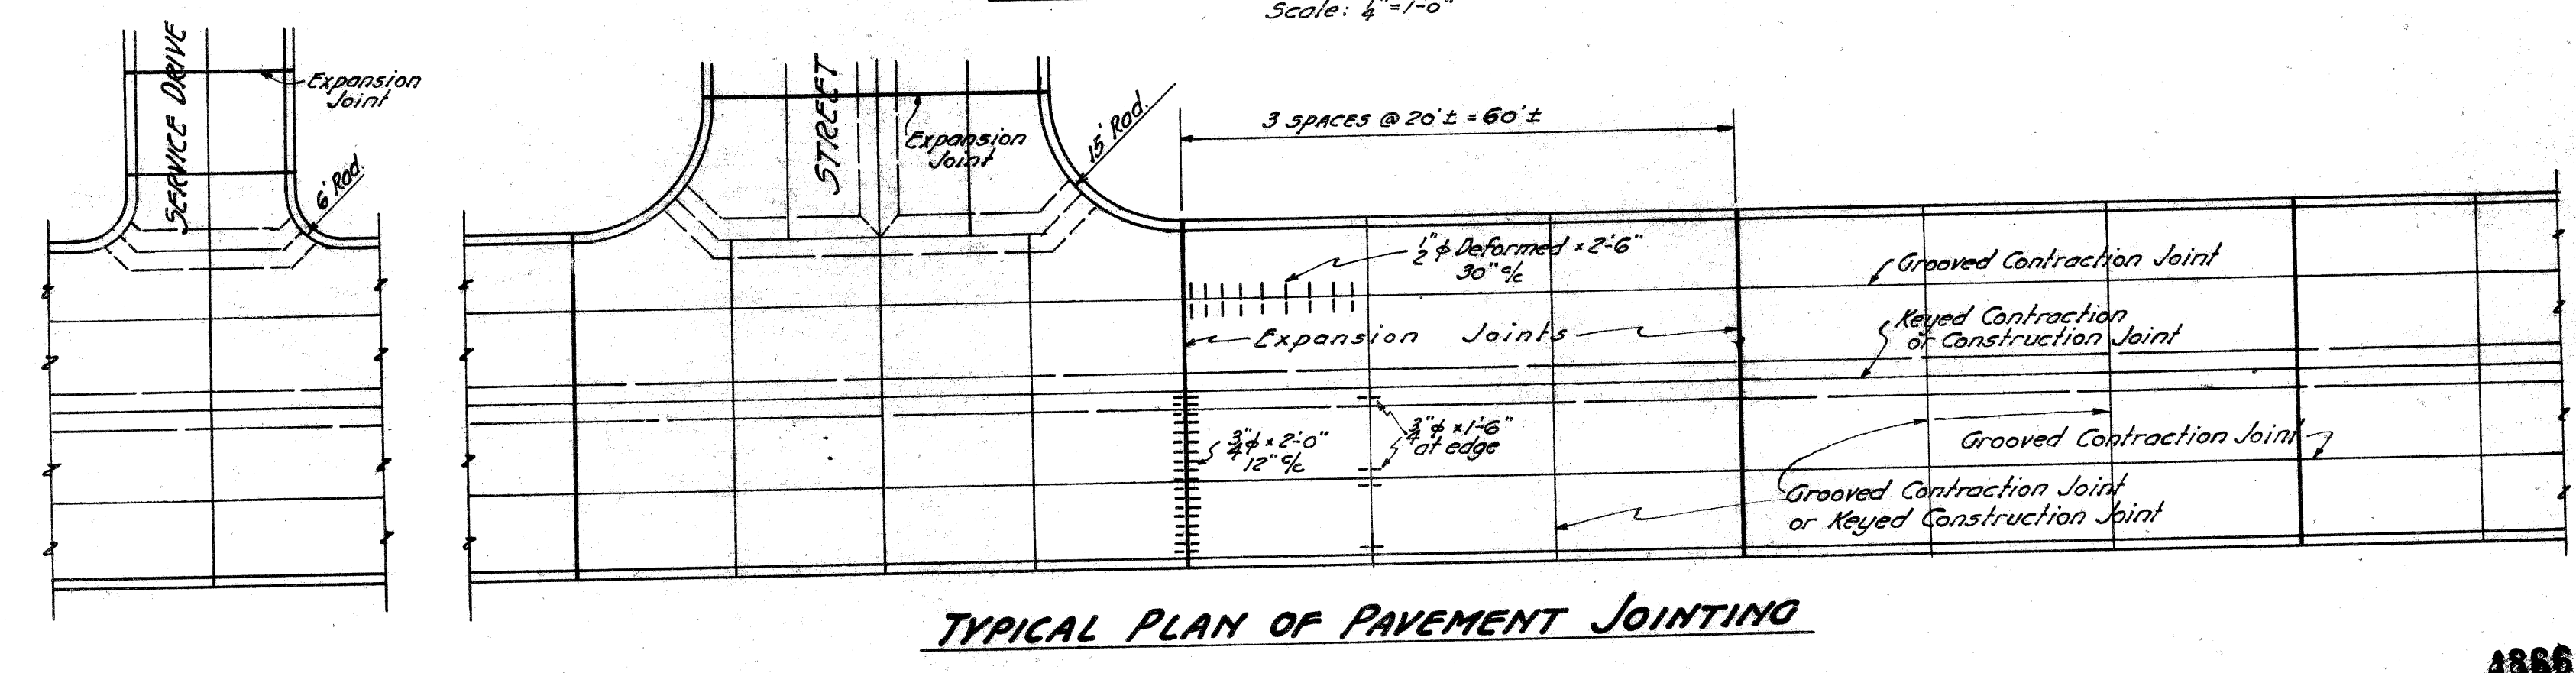 Scale: 1/4"=1'-0"
SERVICE DRIVE
Expansion
Joint
6' Rad.
STREET
Expansion
Joint
15' Rad.
3 SPACES @ 20'± = 60'±
1/2"ϕ Deformed × 2'-6"
30" c/c
Expansion Joints
Grooved Contraction Joint
Keyed Contraction
or Construction Joint
3/4"ϕ × 2'-0"
12" c/c
3/4"ϕ × 1'-6"
at edge
Grooved Contraction Joint
Grooved Contraction Joint
or Keyed Construction Joint
TYPICAL PLAN OF PAVEMENT JOINTING
4866